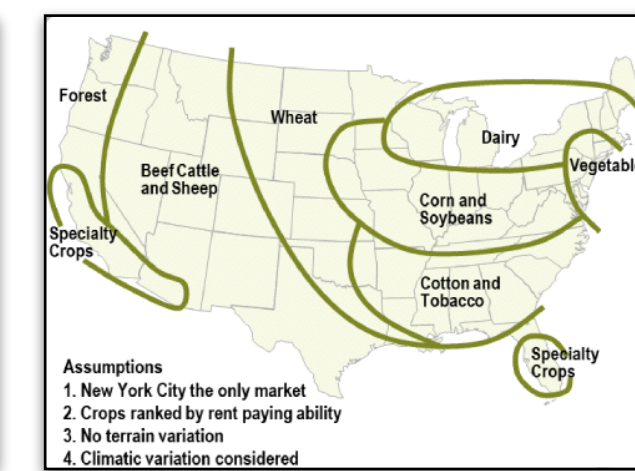 Forest
Wheat
Dairy
Vegetabl
Beef Cattle
and Sheep
Corn and
Soybeans
Specialty
Crops
Cotton and
Tobacco
Specialty
Crops
Assumptions
1. New York City the only market
2. Crops ranked by rent paying ability
3. No terrain variation
4. Climatic variation considered